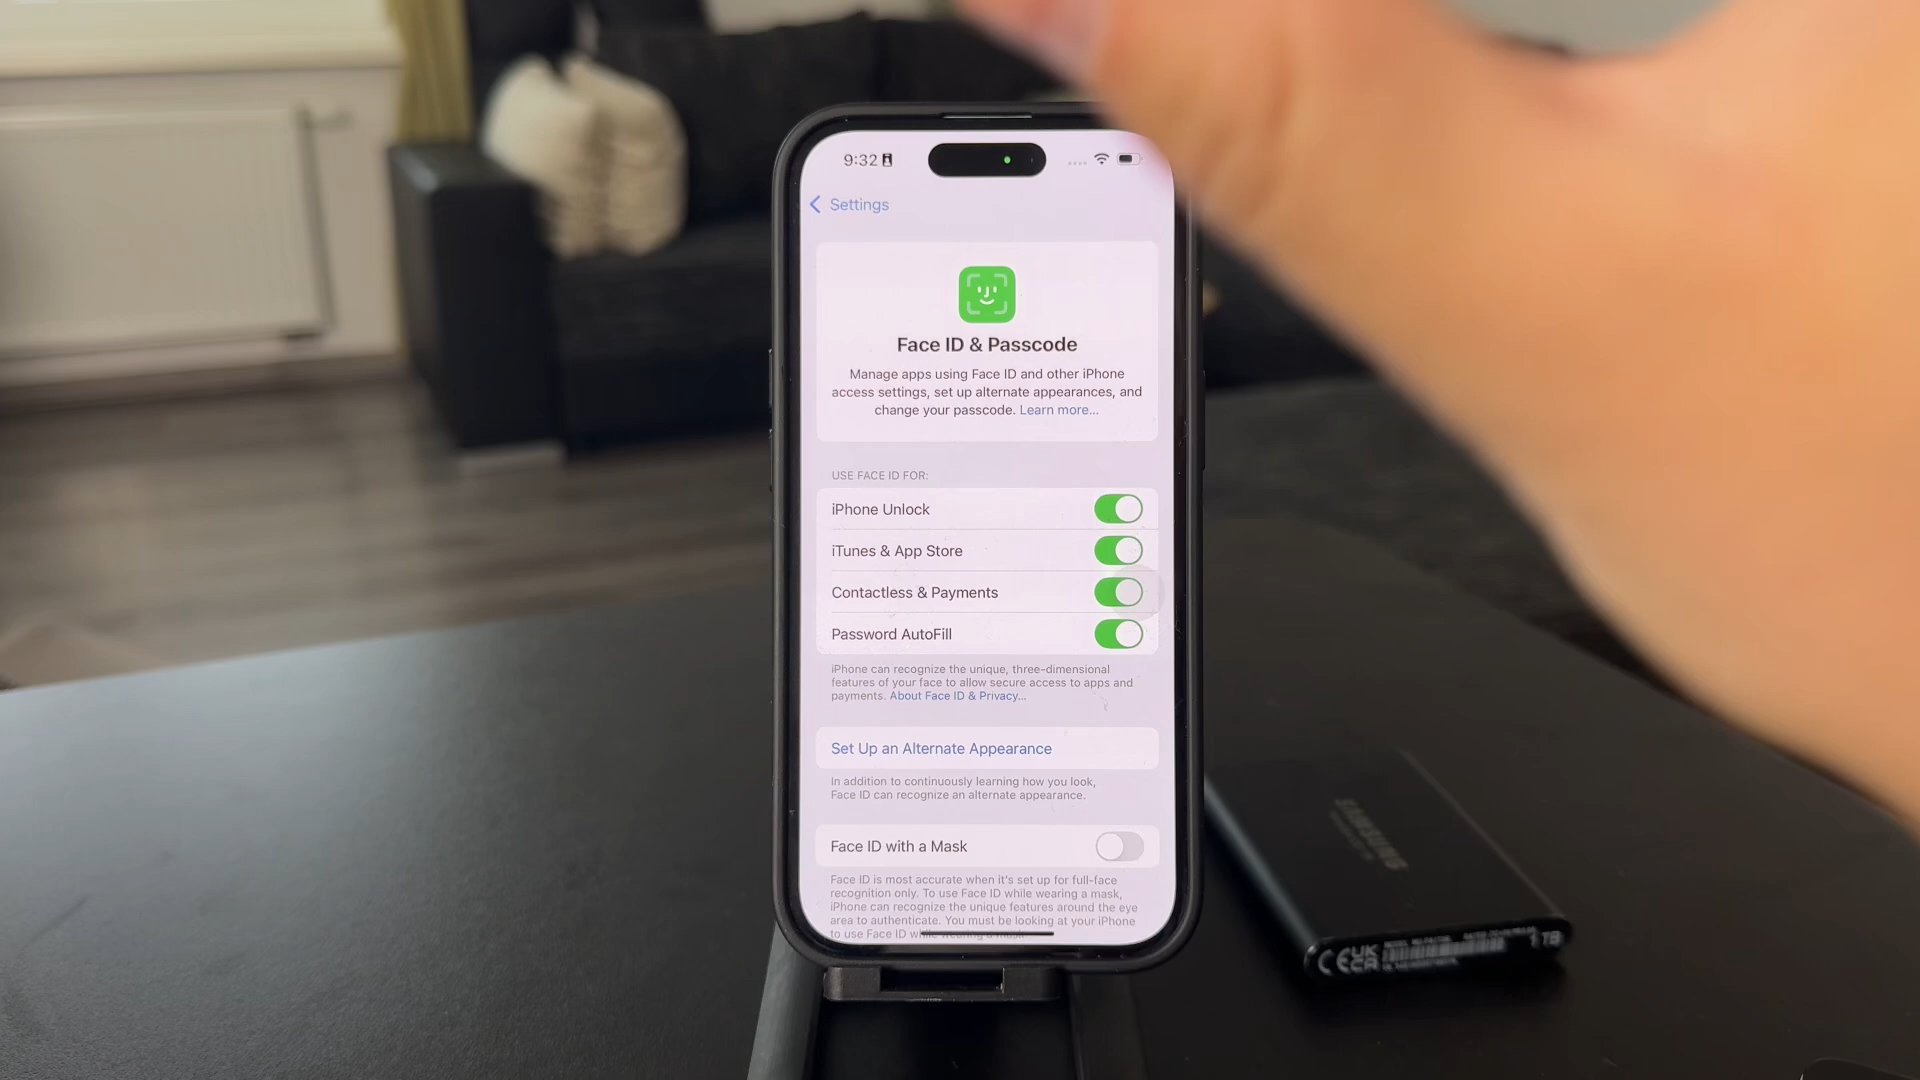 9:32
Settings
Face ID & Passcode
Manage apps using Face ID and other iPhone
access settings, set up alternate appearances, and
change your passcode. Learn more...
USE FACE ID FOR:
iPhone Unlock
iTunes & App Store
Contactless & Payments
Password AutoFill
iPhone can recognize the unique, three-dimensional
features of your face to allow secure access to apps and
payments. About Face ID & Privacy...
Set Up an Alternate Appearance
In addition to continuously learning how you look,
Face ID can recognize an alternate appearance.
Face ID with a Mask
Face ID is most accurate when it's set up for full-face
recognition only. To use Face ID while wearing a mask,
iPhone can recognize the unique features around the eye
area to authenticate. You must be looking at your iPhone
to use Face ID while wearing a mask.
SAMSUNG
CE UK CA
1 TB